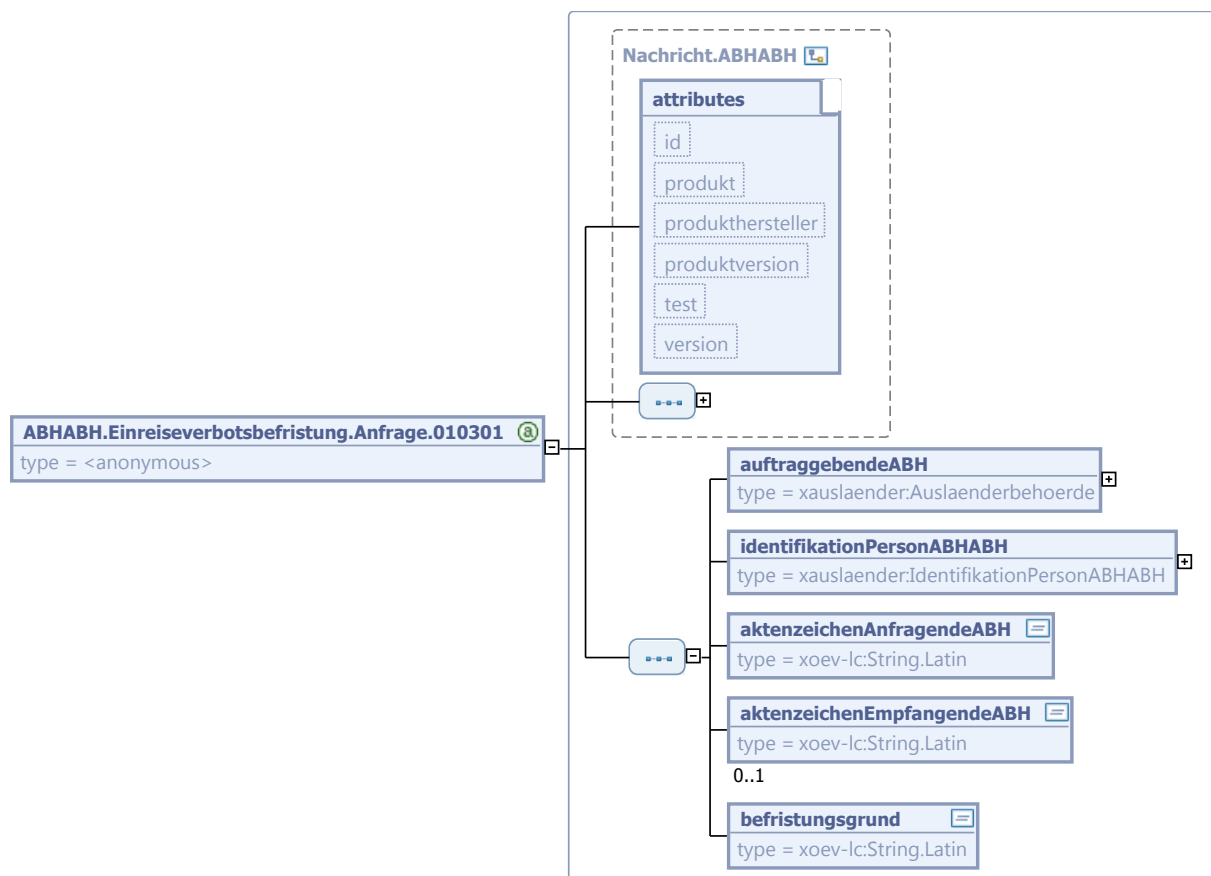 Nachricht.ABHABH
attributes
id
produkt
produkthersteller
produktversion
test
version
ABHABH.Einreiseverbotsbefristung.Anfrage.010301
type = <anonymous>
auftraggebendeABH
type = xauslaender:Auslaenderbehoerde
identifikationPersonABHABH
type = xauslaender:IdentifikationPersonABHABH
aktenzeichenAnfragendeABH
type = xoev-lc:String.Latin
aktenzeichenEmpfangendeABH
type = xoev-lc:String.Latin
0..1
befristungsgrund
type = xoev-lc:String.Latin